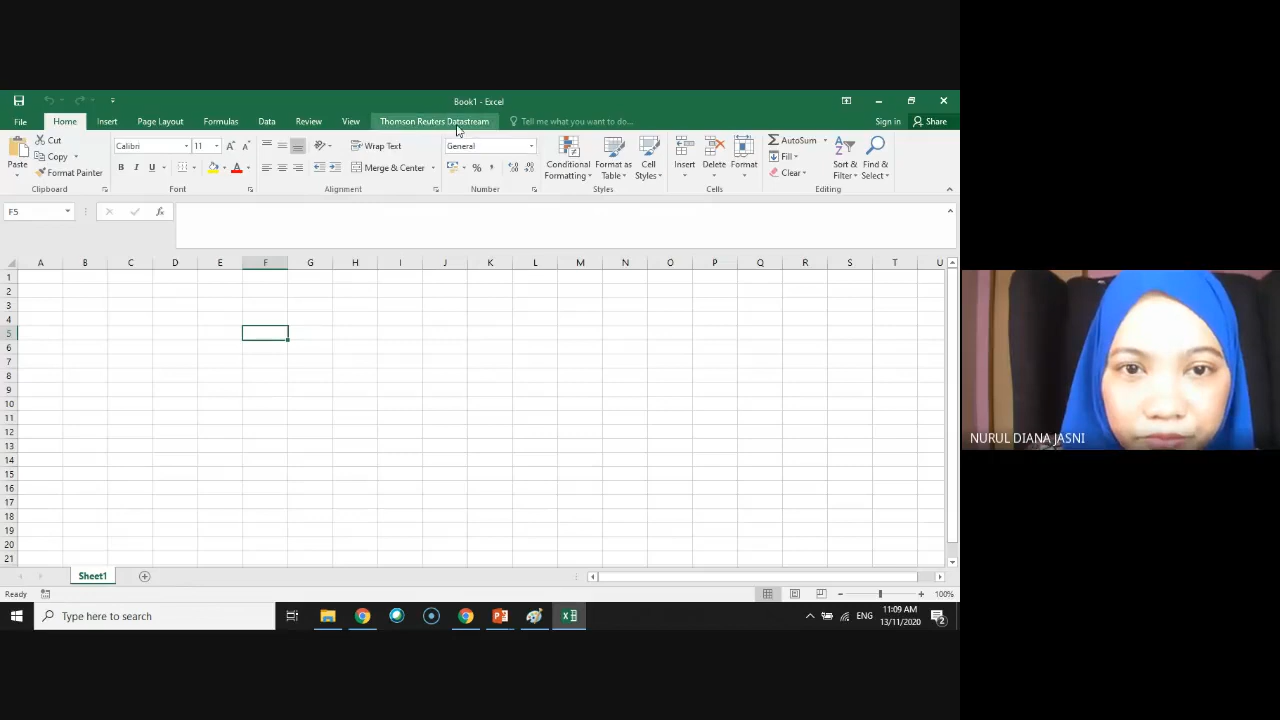 Book1 - Excel
File Home Insert Page Layout Formulas Data Review View Thomson Reuters Datastream Tell me what you want to do... Sign in Share
Cut
Copy
Format Painter
Paste
Clipboard
Calibri 11
B I U
Font
Wrap Text
Merge & Center
Alignment
General
%
Number
Conditional Formatting
Format as Table
Cell Styles
Styles
Insert Delete Format
Cells
AutoSum
Fill
Clear
Sort & Filter
Find & Select
Editing
F5 fx
A B C D E F G H I J K L M N O P Q R S T U
1
2
3
4
5
6
7
8
9
10
11
12
13
14
15
16
17
18
19
20
21
NURUL DIANA JASNI
Sheet1
Ready 100%
Type here to search
ENG
11:09 AM
13/11/2020
2